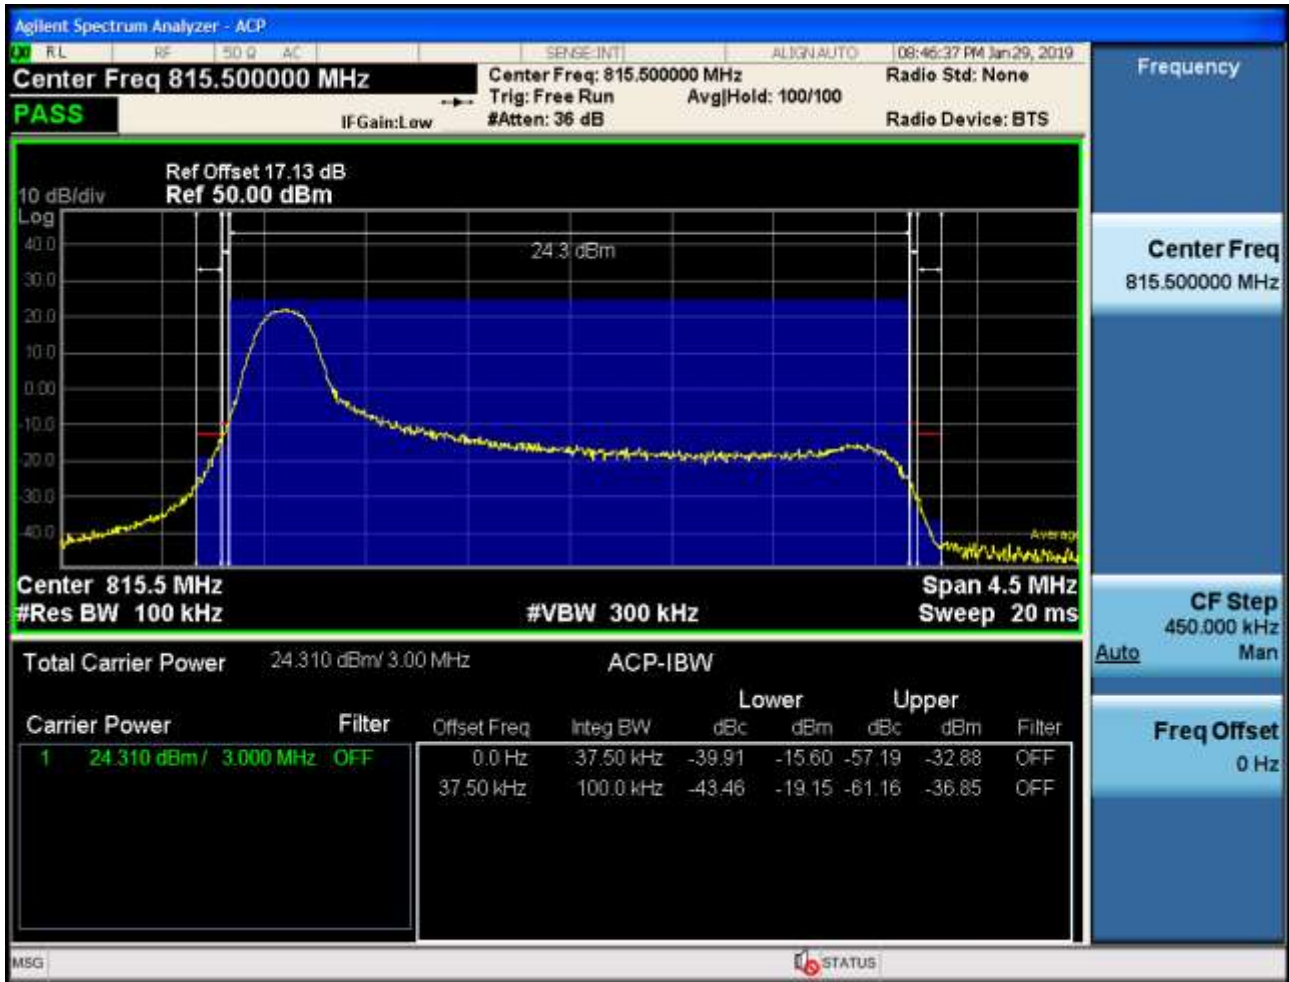 Agilent Spectrum Analyzer - ACP
RL RF 50 Ω AC SENSE:INT ALIGN AUTO 08:46:37 PM Jan 29, 2019
Center Freq 815.500000 MHz
Center Freq: 815.500000 MHz
Radio Std: None
Trig: Free Run Avg|Hold: 100/100
PASS
IFGain:Low
#Atten: 36 dB
Radio Device: BTS
Ref Offset 17.13 dB
10 dB/div Ref 50.00 dBm
Log
40.0
30.0
20.0
10.0
0.00
-10.0
-20.0
-30.0
-40.0
24.3 dBm
Average
Center 815.5 MHz Span 4.5 MHz
#Res BW 100 kHz #VBW 300 kHz Sweep 20 ms
Total Carrier Power 24.310 dBm/ 3.00 MHz ACP-IBW
Lower Upper
Carrier Power Filter Offset Freq Integ BW dBc dBm dBc dBm Filter
1 24.310 dBm / 3.000 MHz OFF 0.0 Hz 37.50 kHz -39.91 -15.60 -57.19 -32.88 OFF
37.50 kHz 100.0 kHz -43.46 -19.15 -61.16 -36.85 OFF
Frequency
Center Freq
815.500000 MHz
CF Step
450.000 kHz
Auto Man
Freq Offset
0 Hz
MSG STATUS